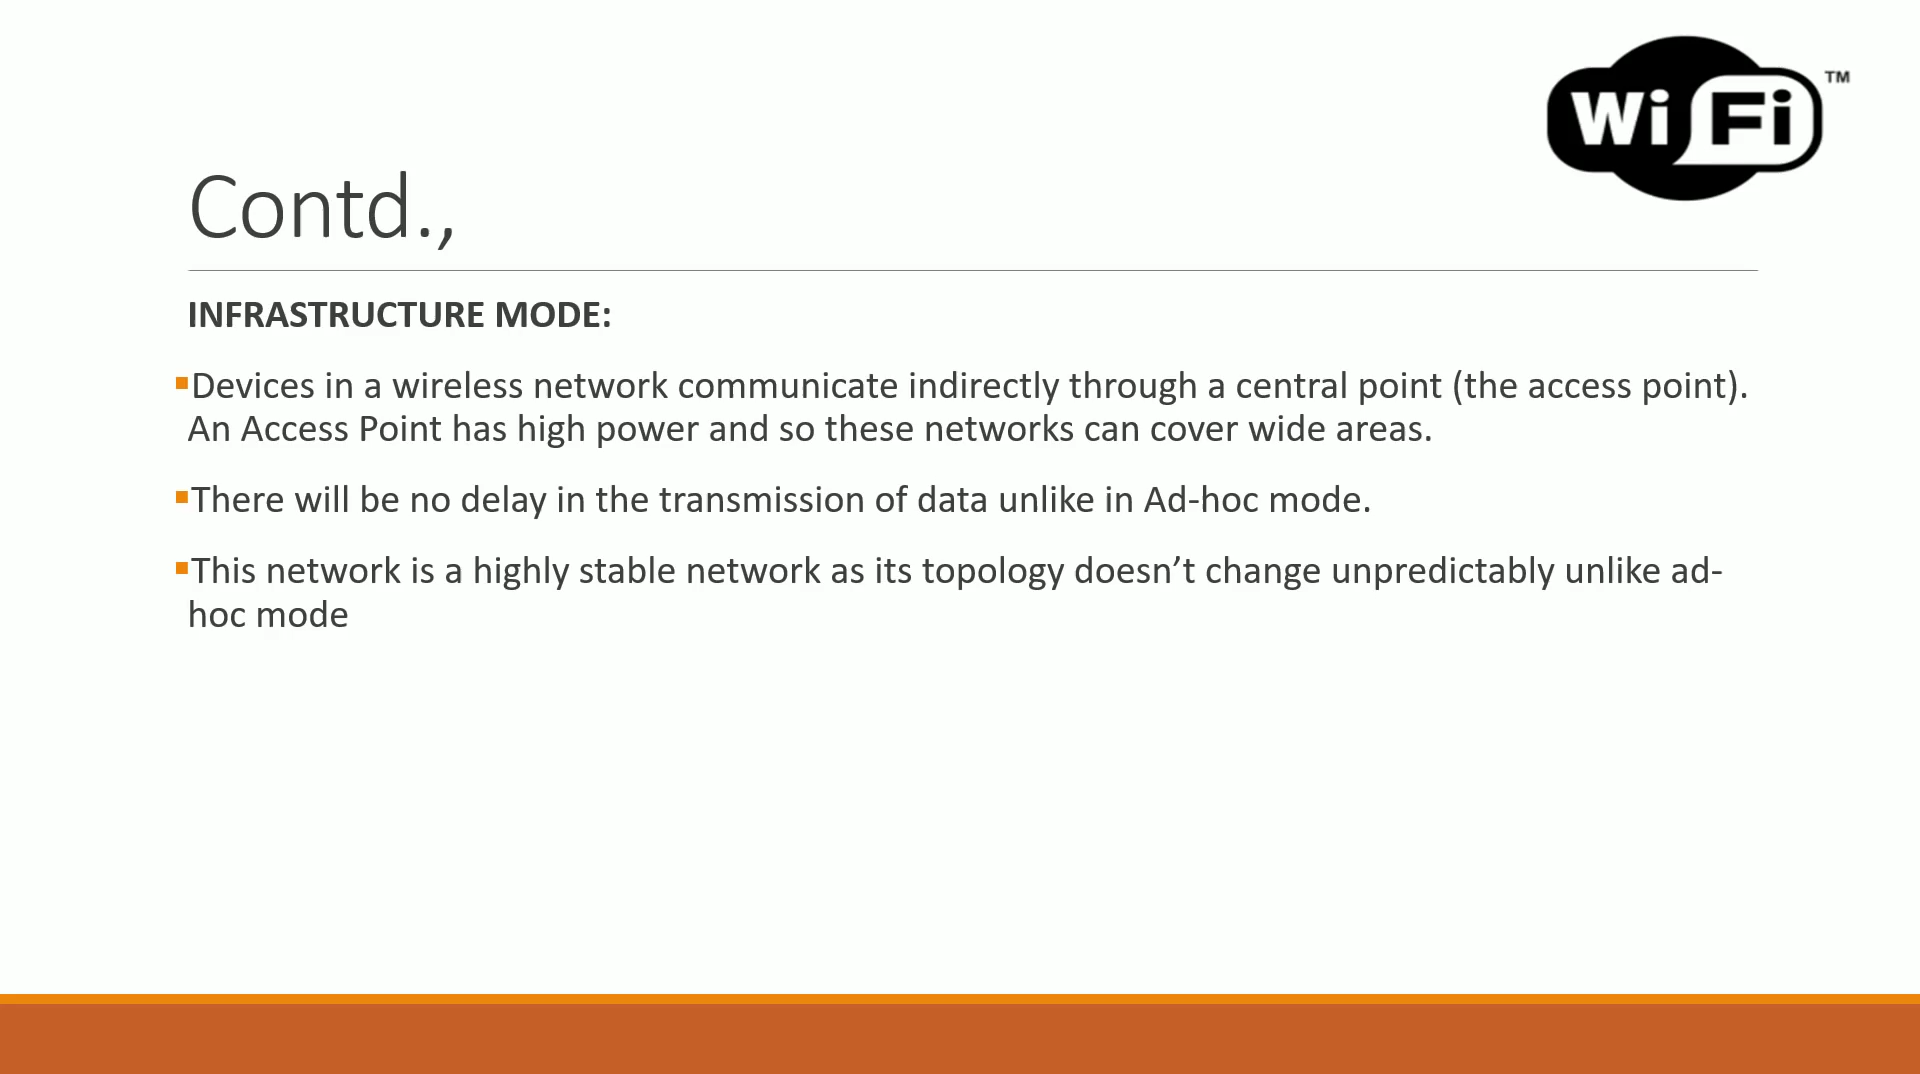 WiFi™
Contd.,
INFRASTRUCTURE MODE:
▪Devices in a wireless network communicate indirectly through a central point (the access point).
An Access Point has high power and so these networks can cover wide areas.
▪There will be no delay in the transmission of data unlike in Ad-hoc mode.
▪This network is a highly stable network as its topology doesn’t change unpredictably unlike ad-
hoc mode